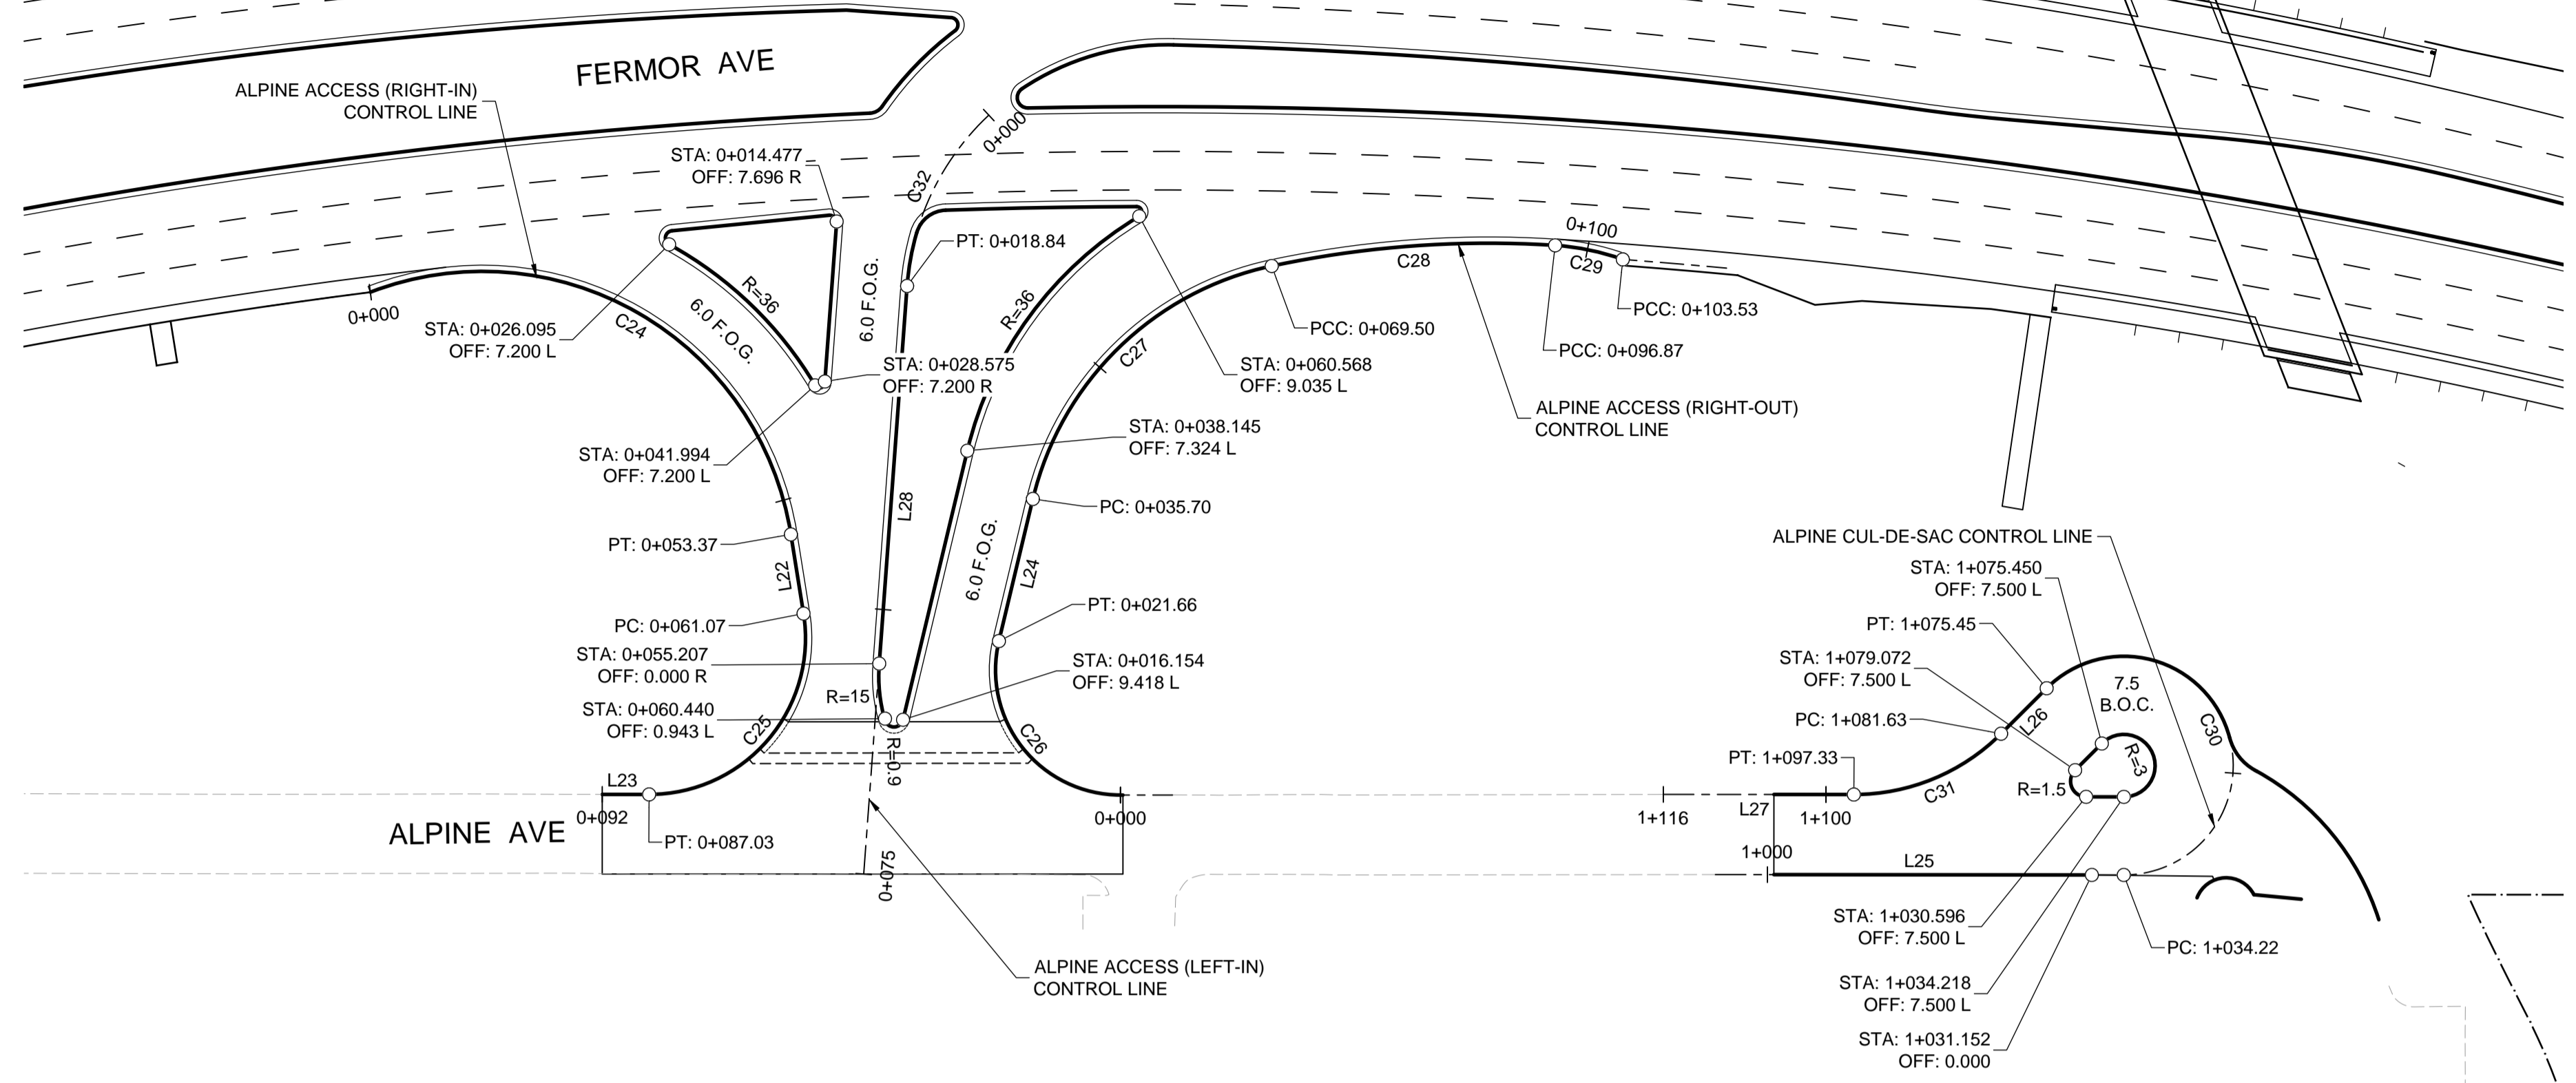 FERMOR AVE
ALPINE ACCESS (RIGHT-IN)
CONTROL LINE
0+000
STA: 0+014.477
OFF: 7.696 R
C32
PT: 0+018.84
0+100
C28
C29
PCC: 0+103.53
0+000
R=36
6.0 F.O.G.
6.0 F.O.G.
R=36
C24
STA: 0+026.095
OFF: 7.200 L
PCC: 0+069.50
PCC: 0+096.87
C27
STA: 0+028.575
OFF: 7.200 R
STA: 0+060.568
OFF: 9.035 L
ALPINE ACCESS (RIGHT-OUT)
CONTROL LINE
STA: 0+038.145
OFF: 7.324 L
STA: 0+041.994
OFF: 7.200 L
L28
PC: 0+035.70
PT: 0+053.37
L22
6.0 F.O.G.
L24
ALPINE CUL-DE-SAC CONTROL LINE
STA: 1+075.450
OFF: 7.500 L
PT: 0+021.66
PC: 0+061.07
PT: 1+075.45
STA: 0+055.207
OFF: 0.000 R
STA: 0+016.154
OFF: 9.418 L
STA: 1+079.072
OFF: 7.500 L
7.5
B.O.C.
R=15
STA: 0+060.440
OFF: 0.943 L
C25
C26
R=0.9
PC: 1+081.63
L26
C30
PT: 1+097.33
R=3
R=1.5
L23
C31
L27
0+092
0+000
1+116
1+100
ALPINE AVE
PT: 0+087.03
0+075
1+000
L25
STA: 1+030.596
OFF: 7.500 L
PC: 1+034.22
ALPINE ACCESS (LEFT-IN)
CONTROL LINE
STA: 1+034.218
OFF: 7.500 L
STA: 1+031.152
OFF: 0.000